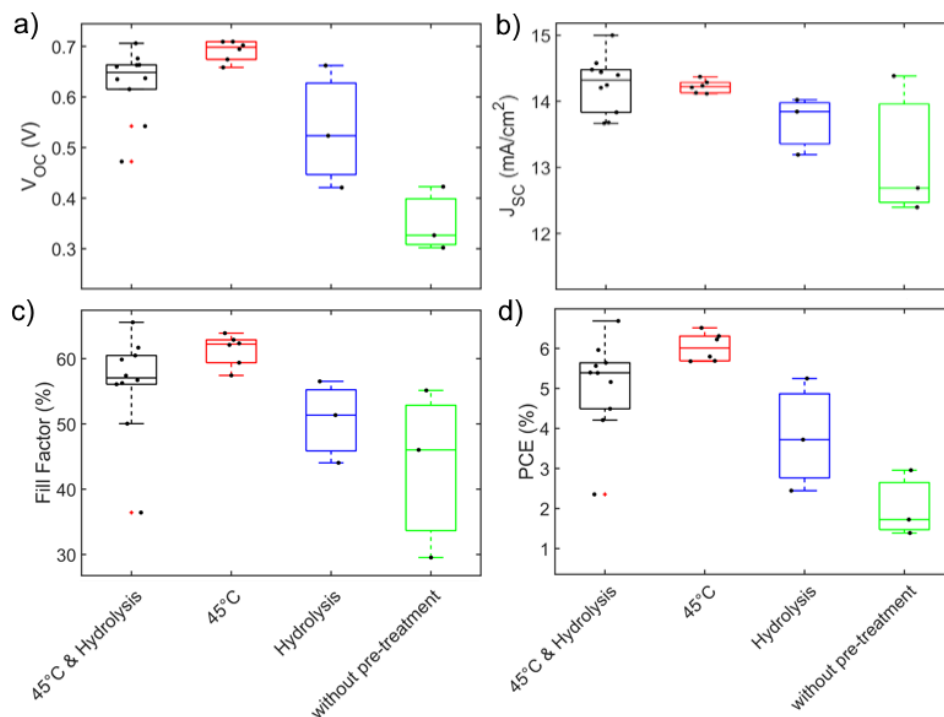 a)
0.7
0.6
0.5
0.4
0.3
V_OC (V)
b)
15
14
13
12
J_SC (mA/cm²)
c)
60
50
40
30
Fill Factor (%)
45°C & Hydrolysis
45°C
Hydrolysis
without pre-treatment
d)
6
5
4
3
2
1
PCE (%)
45°C & Hydrolysis
45°C
Hydrolysis
without pre-treatment